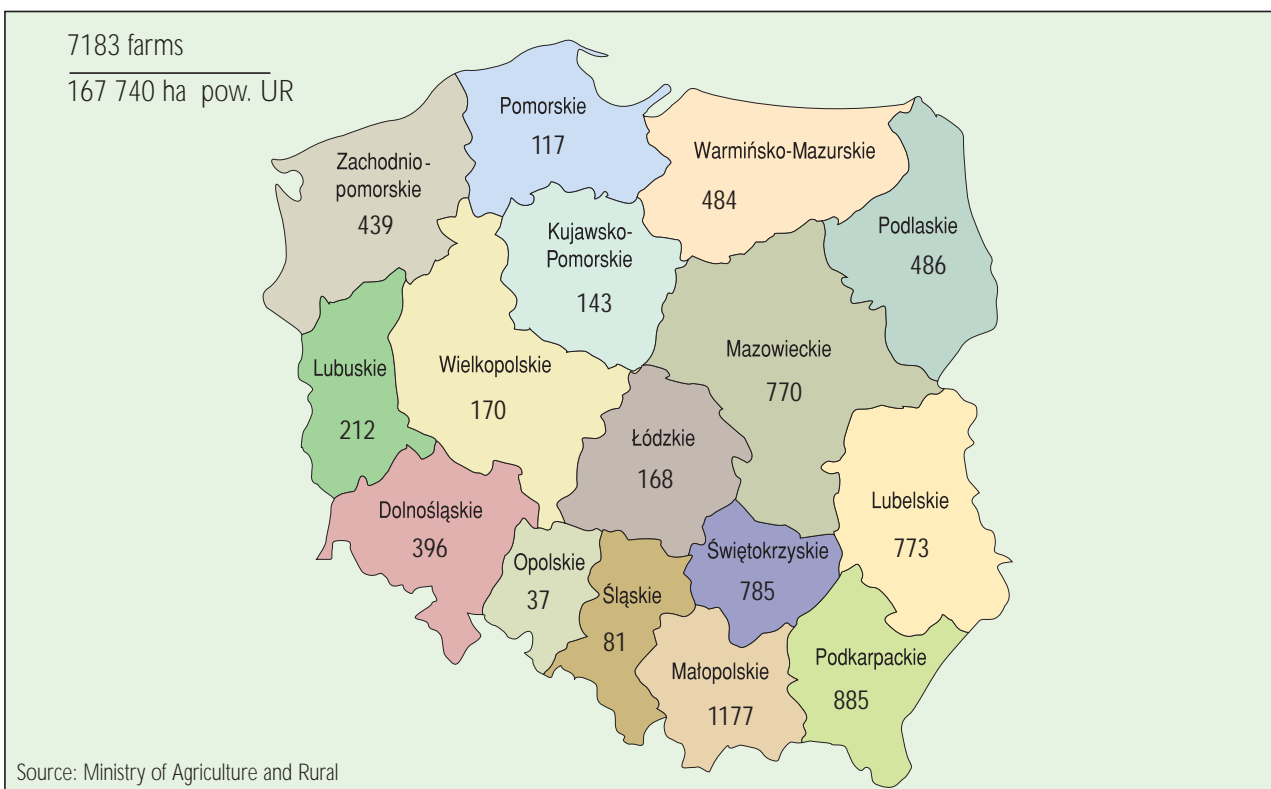 7183 farms
167 740 ha pow. UR
Pomorskie
117
Warmińsko-Mazurskie
484
Zachodnio-
pomorskie
439
Podlaskie
486
Kujawsko-
Pomorskie
143
Mazowieckie
770
Lubuskie
212
Wielkopolskie
170
Łódzkie
168
Lubelskie
773
Dolnośląskie
396
Opolskie
37
Śląskie
81
Świętokrzyskie
785
Małopolskie
1177
Podkarpackie
885
Source: Ministry of Agriculture and Rural